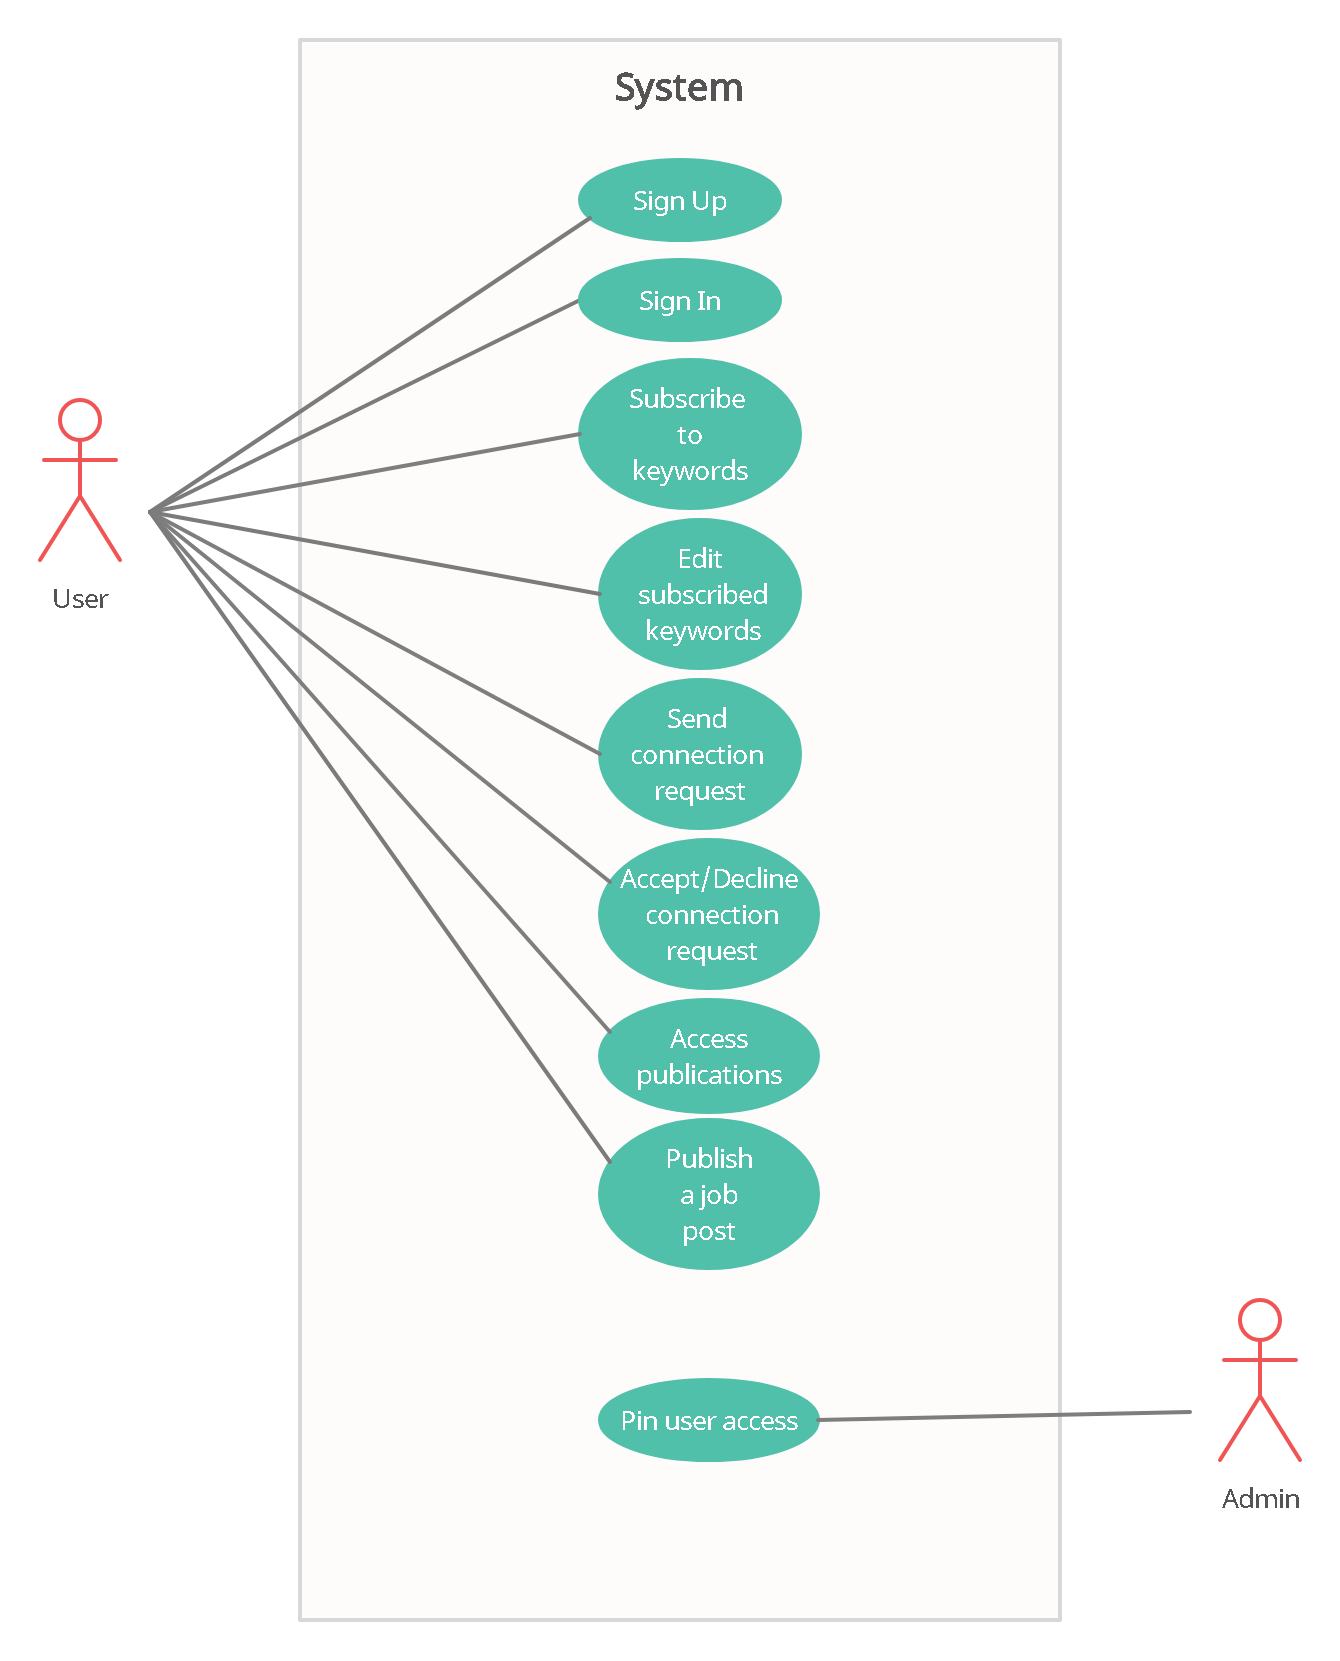 System
Sign Up
Sign In
Subscribe
to
keywords
Edit
subscribed
keywords
User
Send
connection
request
Accept/Decline
connection
request
Access
publications
Publish
a job
post
Pin user access
Admin